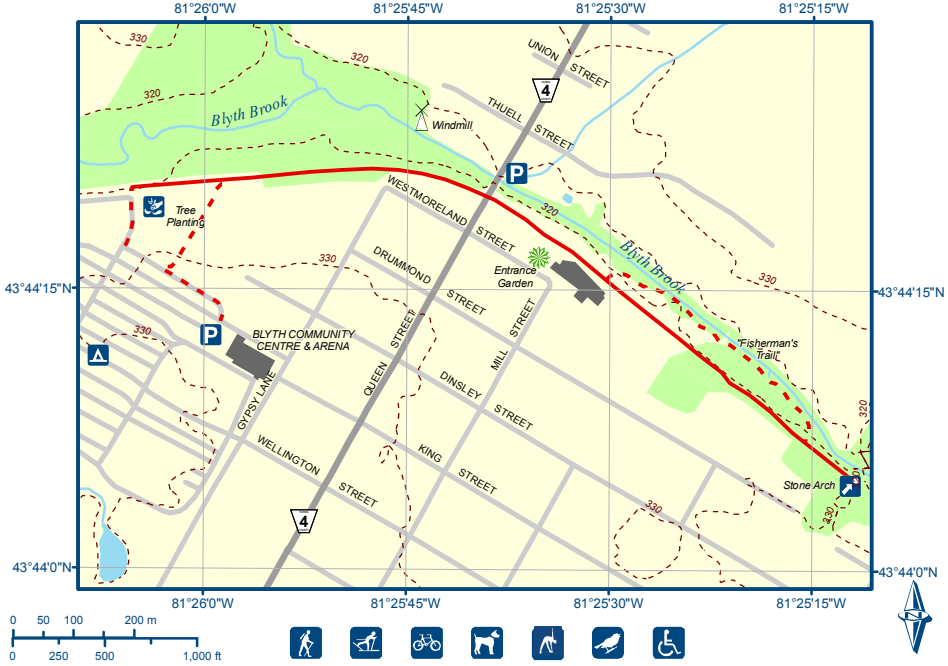 81°26'0"W
81°25'45"W
81°25'30"W
81°25'15"W
330
320
320
UNION STREET
4
Blyth Brook
THUELL STREET
Windmill
P
WESTMORELAND STREET
320
Tree
Planting
Blyth Brook
330
DRUMMOND STREET
Entrance
Garden
330
43°44'15"N
43°44'15"N
330
P
BLYTH COMMUNITY
CENTRE & ARENA
QUEEN STREET
MILL STREET
"Fisherman's
Trail"
GYPSY LANE
DINSLEY STREET
320
WELLINGTON STREET
KING STREET
Stone Arch
330
330
330
4
43°44'0"N
43°44'0"N
81°26'0"W
81°25'45"W
81°25'30"W
81°25'15"W
0 50 100 200 m
0 250 500 1,000 ft
N